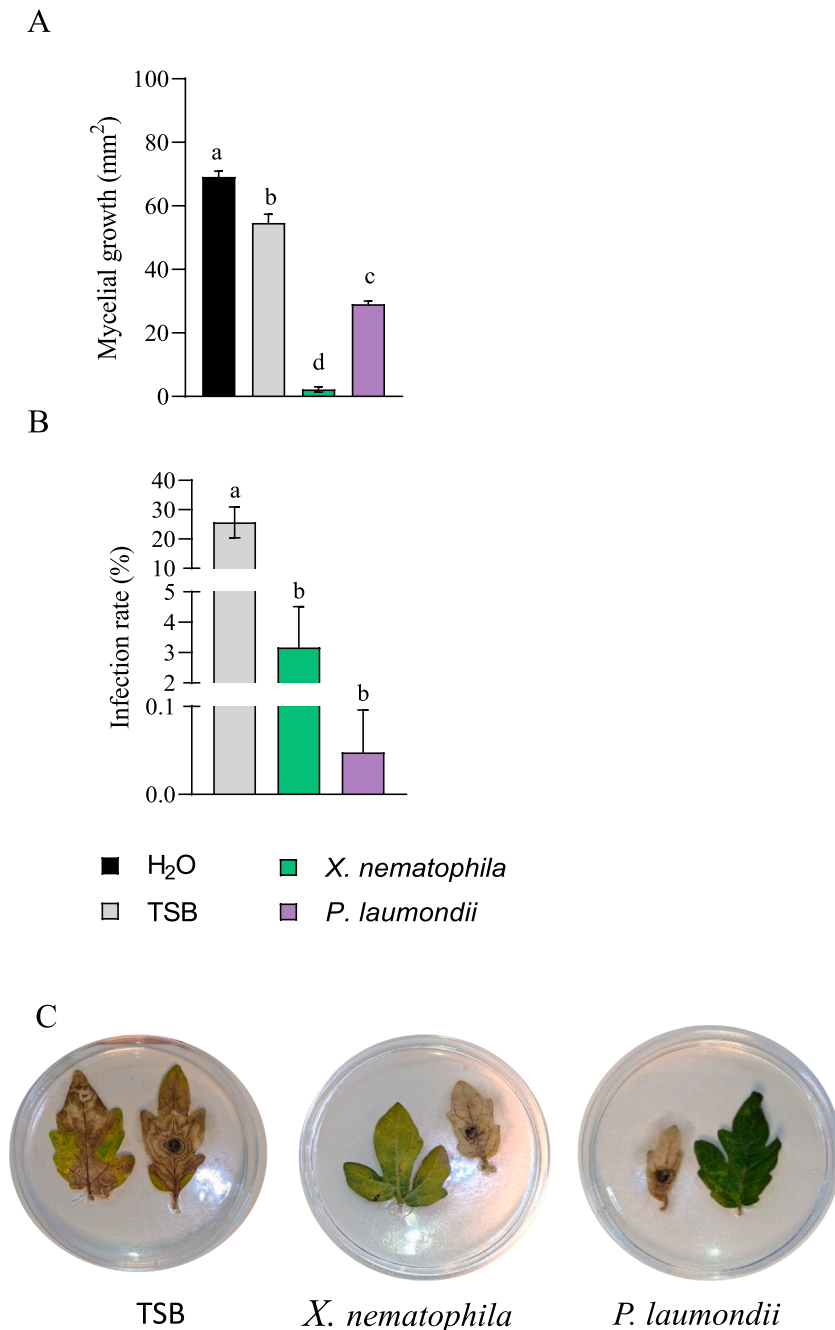 A
Mycelial growth (mm²)
100
80
60
40
20
0
a
b
d
c
B
Infection rate (%)
40
30
20
10
5
4
3
2
0.1
0.0
a
b
b
H₂O
X. nematophila
TSB
P. laumondii
C
TSB
X. nematophila
P. laumondii